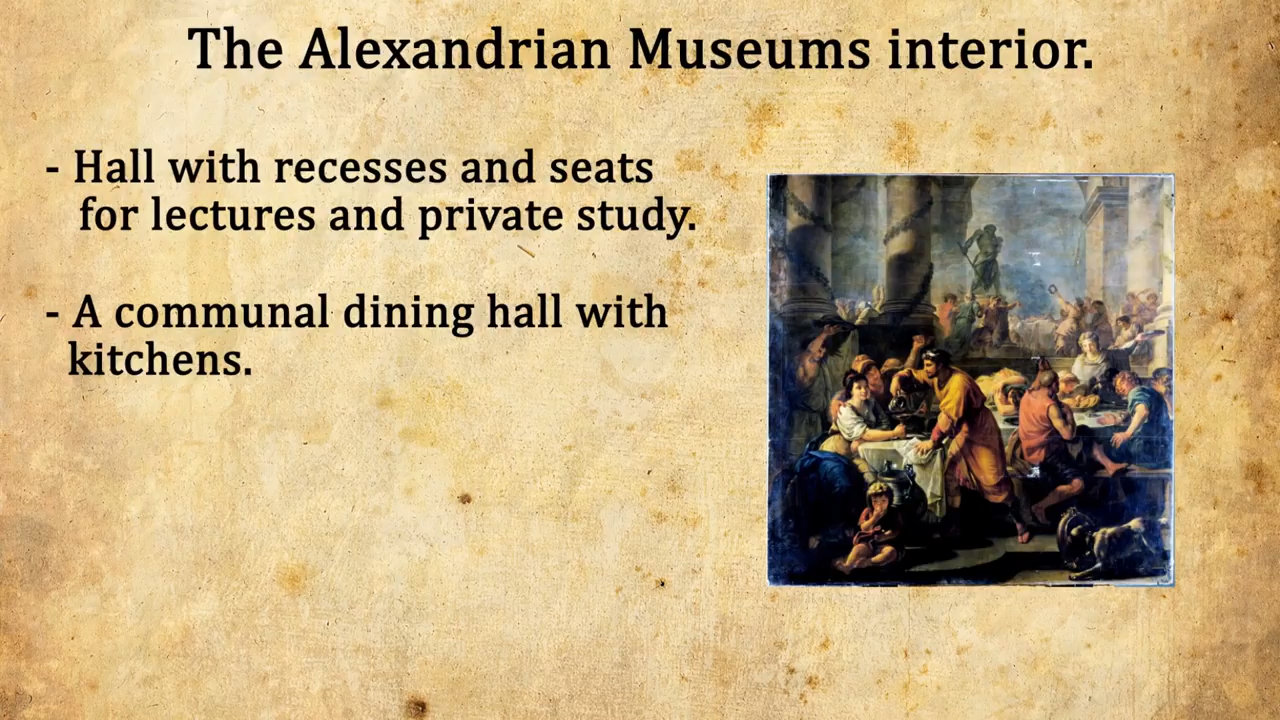 The Alexandrian Museums interior.
- Hall with recesses and seats
for lectures and private study.
- A communal dining hall with
kitchens.